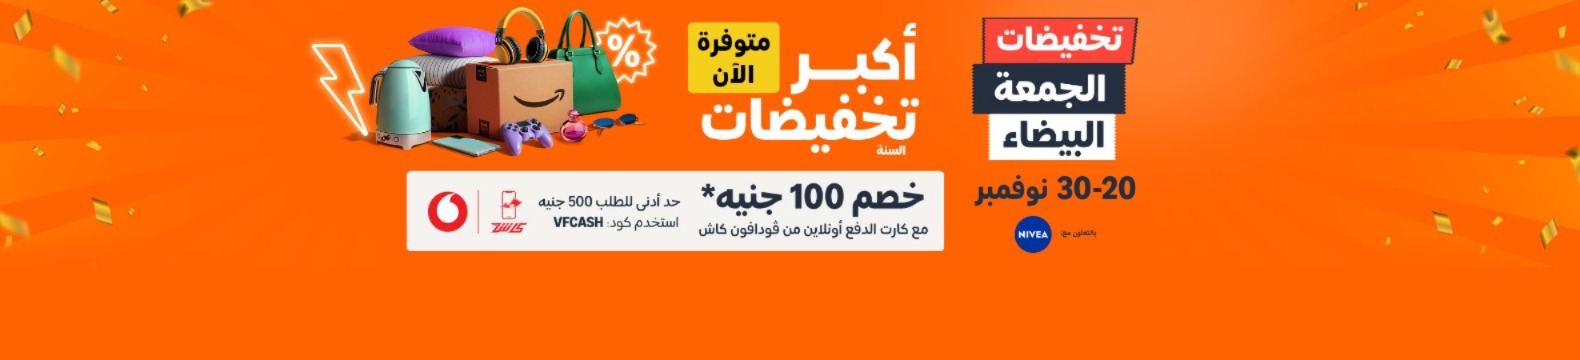 تخفيضات
الجمعة
البيضاء
20-30 نوفمبر
بالتعاون مع:
NIVEA
أكبر
تخفيضات
السنة
متوفرة
الآن
%
خصم 100 جنيه*
مع كارت الدفع أونلاين من ڤودافون كاش
حد أدنى للطلب 500 جنيه
استخدم كود: VFCASH
كاش